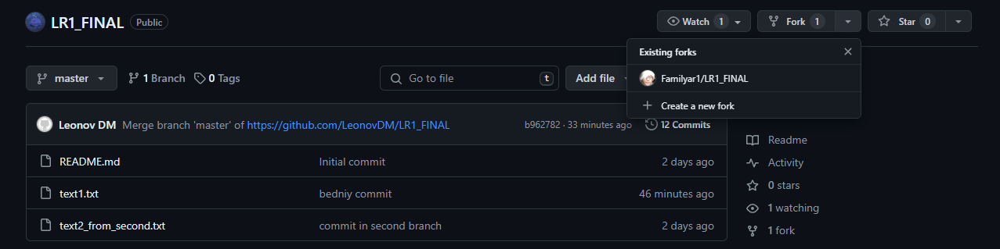 LR1_FINAL Public Watch 1 Fork 1 Star 0
Existing forks
Familyar1/LR1_FINAL
Create a new fork
master 1 Branch 0 Tags Go to file t Add file
Leonov DM Merge branch 'master' of https://github.com/LeonovDM/LR1_FINAL b962782 · 33 minutes ago 12 Commits
README.md Initial commit 2 days ago
text1.txt bedniy commit 46 minutes ago
text2_from_second.txt commit in second branch 2 days ago
Readme
Activity
0 stars
1 watching
1 fork